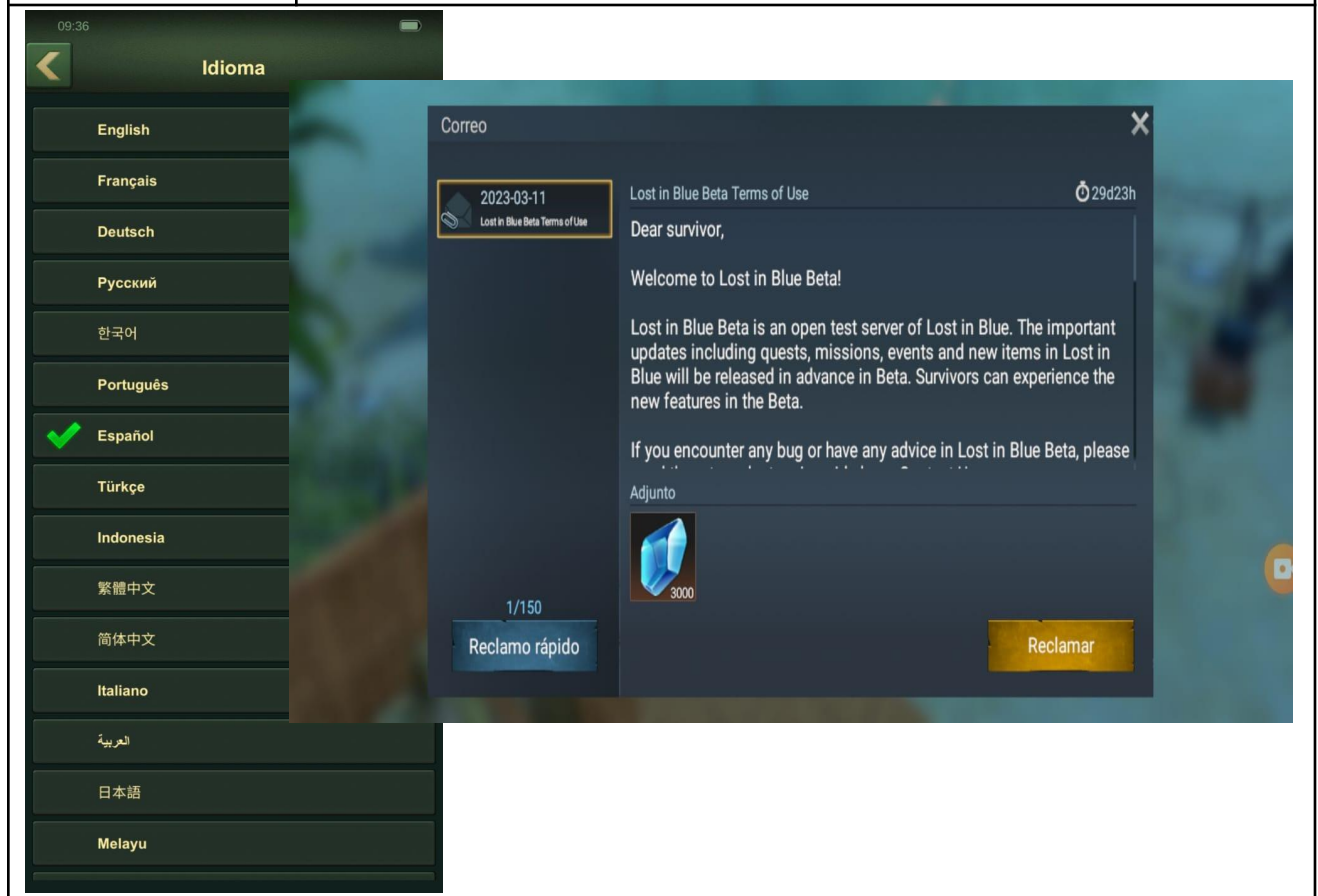 09:36
Idioma
English
Français
Deutsch
Русский
한국어
Português
Español
Türkçe
Indonesia
繁體中文
简体中文
Italiano
العربية
日本語
Melayu
Correo
2023-03-11
Lost in Blue Beta Terms of Use
1/150
Reclamo rápido
Lost in Blue Beta Terms of Use
29d23h
Dear survivor,
Welcome to Lost in Blue Beta!
Lost in Blue Beta is an open test server of Lost in Blue. The important
updates including quests, missions, events and new items in Lost in
Blue will be released in advance in Beta. Survivors can experience the
new features in the Beta.
If you encounter any bug or have any advice in Lost in Blue Beta, please
Adjunto
3000
Reclamar